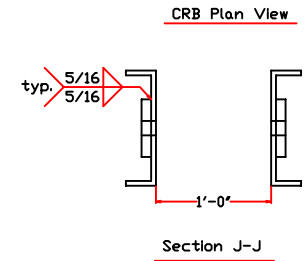 CRB Plan View
typ. 5/16
5/16
1'-0"
Section J-J